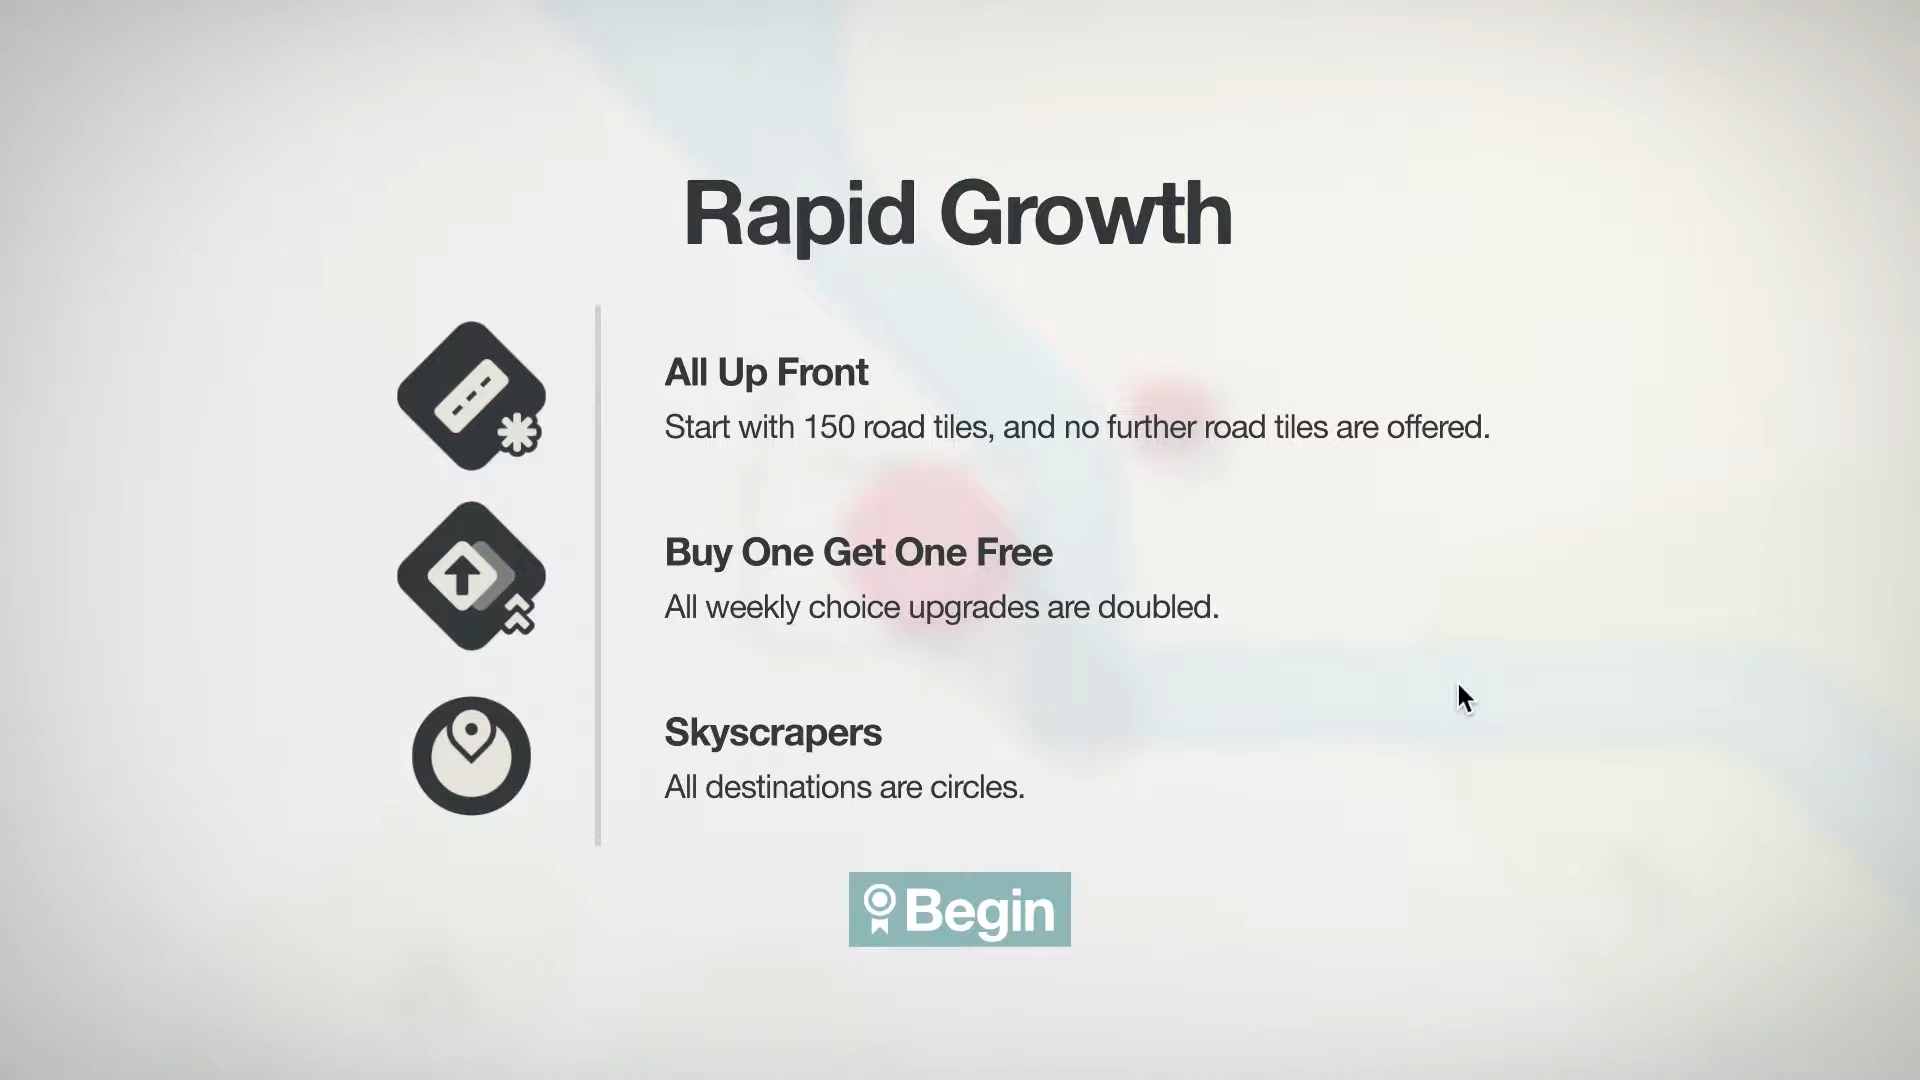 Rapid Growth
All Up Front
Start with 150 road tiles, and no further road tiles are offered.
Buy One Get One Free
All weekly choice upgrades are doubled.
Skyscrapers
All destinations are circles.
Begin